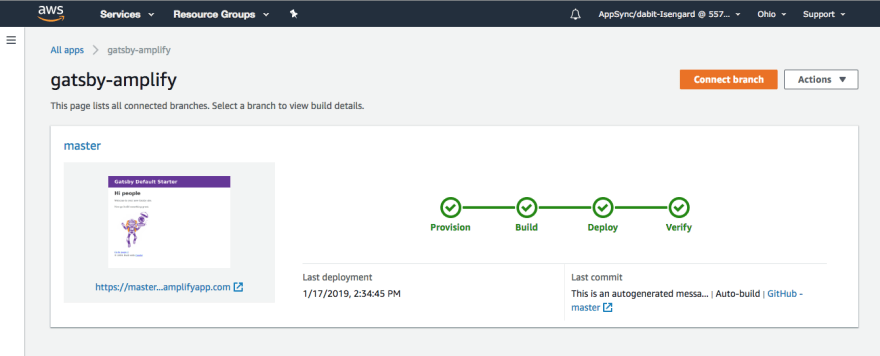 aws
Services
Resource Groups
AppSync/dabit-Isengard @ 557...
Ohio
Support
All apps > gatsby-amplify
gatsby-amplify
Connect branch
Actions
This page lists all connected branches. Select a branch to view build details.
master
Gatsby Default Starter
Hi people
Provision
Build
Deploy
Verify
https://master...amplifyapp.com
Last deployment
1/17/2019, 2:34:45 PM
Last commit
This is an autogenerated messa... | Auto-build | GitHub -
master